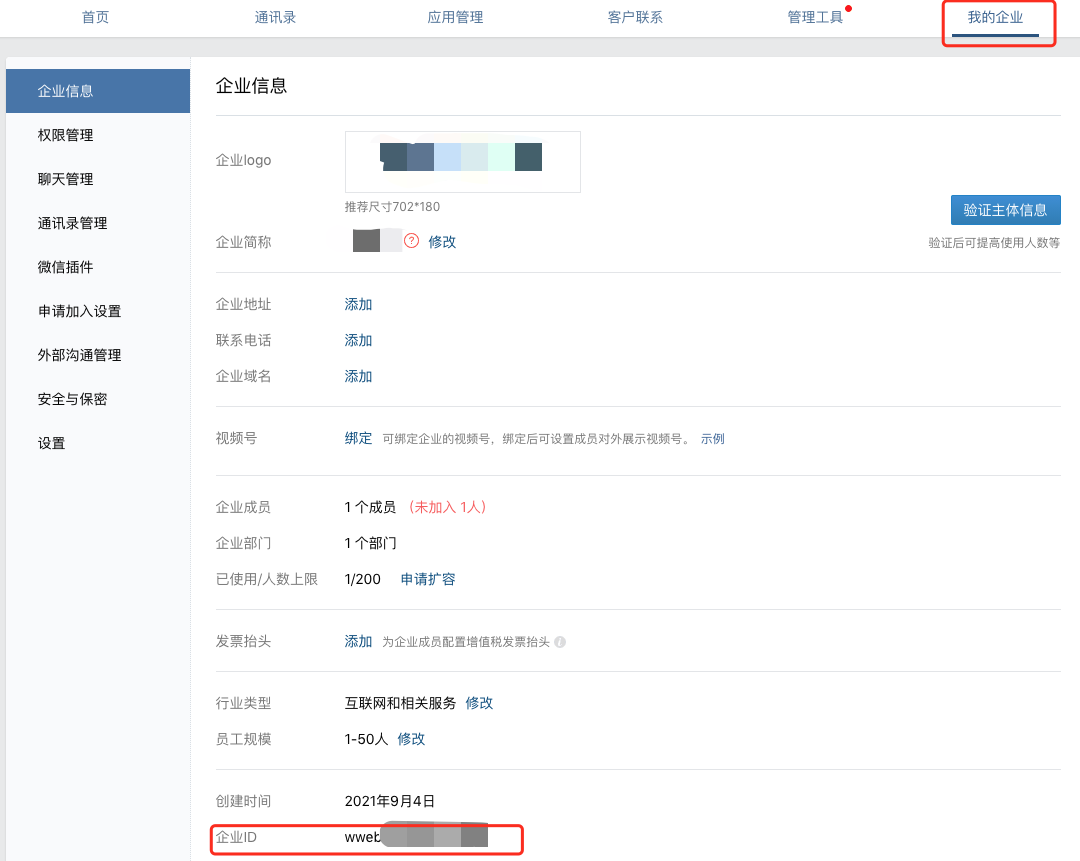 首页 通讯录 应用管理 客户联系 管理工具 我的企业
企业信息
权限管理
聊天管理
通讯录管理
微信插件
申请加入设置
外部沟通管理
安全与保密
设置
企业信息
企业logo
推荐尺寸702*180
企业简称 ? 修改
验证主体信息
验证后可提高使用人数等
企业地址 添加
联系电话 添加
企业域名 添加
视频号 绑定 可绑定企业的视频号，绑定后可设置成员对外展示视频号。 示例
企业成员 1 个成员 （未加入 1人）
企业部门 1 个部门
已使用/人数上限 1/200 申请扩容
发票抬头 添加 为企业成员配置增值税发票抬头 i
行业类型 互联网和相关服务 修改
员工规模 1-50人 修改
创建时间 2021年9月4日
企业ID wweb